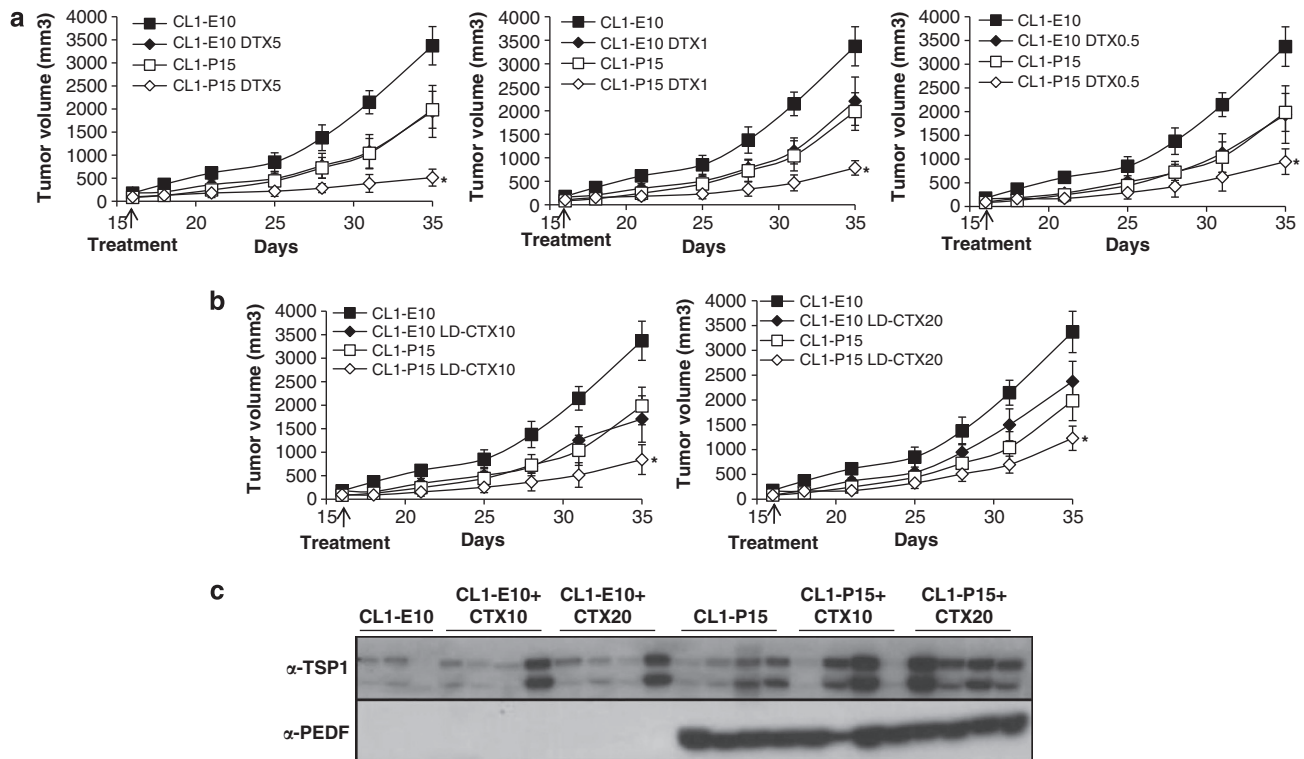 a
Tumor volume (mm3)
4000
3500
3000
2500
2000
1500
1000
500
0
15
20
25
30
35
Treatment
Days
CL1-E10
CL1-E10 DTX5
CL1-P15
CL1-P15 DTX5
*
Tumor volume (mm3)
4000
3500
3000
2500
2000
1500
1000
500
0
15
20
25
30
35
Treatment
Days
CL1-E10
CL1-E10 DTX1
CL1-P15
CL1-P15 DTX1
*
Tumor volume (mm3)
4000
3500
3000
2500
2000
1500
1000
500
0
15
20
25
30
35
Treatment
Days
CL1-E10
CL1-E10 DTX0.5
CL1-P15
CL1-P15 DTX0.5
*
b
Tumor volume (mm3)
4000
3500
3000
2500
2000
1500
1000
500
0
15
20
25
30
35
Treatment
Days
CL1-E10
CL1-E10 LD-CTX10
CL1-P15
CL1-P15 LD-CTX10
*
Tumor volume (mm3)
4000
3500
3000
2500
2000
1500
1000
500
0
15
20
25
30
35
Treatment
Days
CL1-E10
CL1-E10 LD-CTX20
CL1-P15
CL1-P15 LD-CTX20
*
c
CL1-E10
CL1-E10+
CTX10
CL1-E10+
CTX20
CL1-P15
CL1-P15+
CTX10
CL1-P15+
CTX20
α-TSP1
α-PEDF